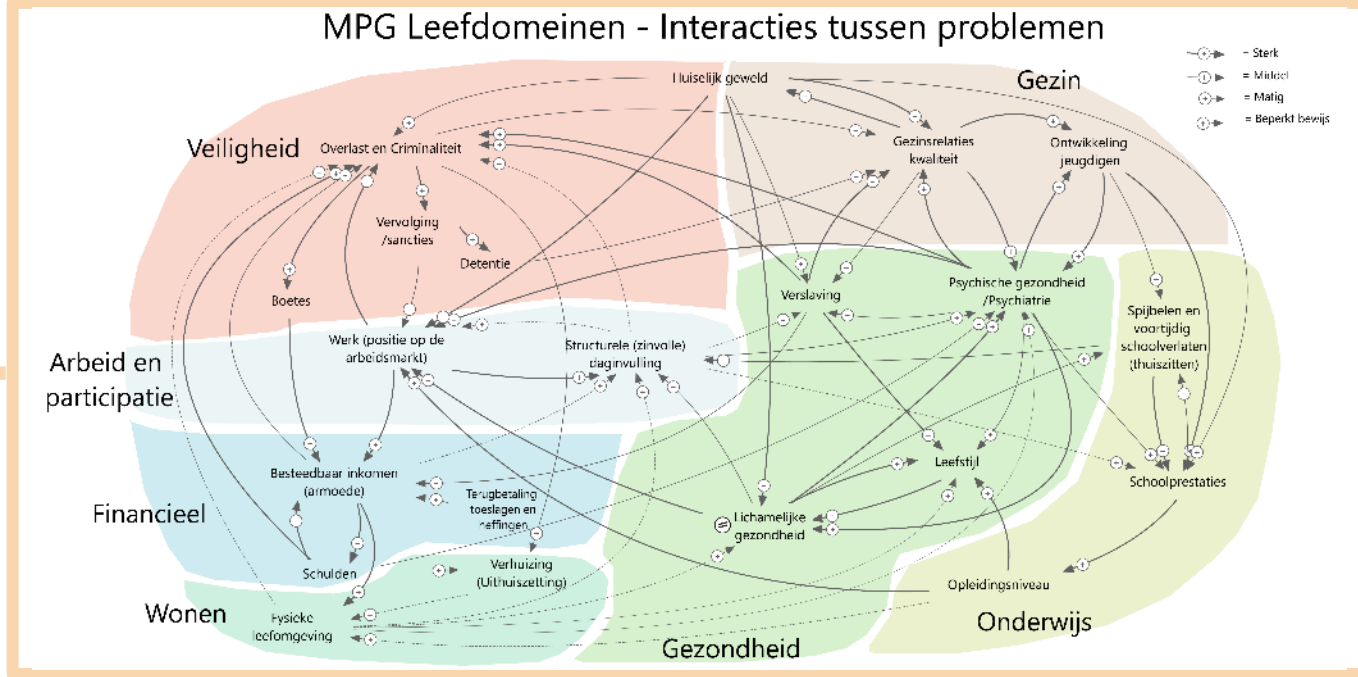 MPG Leefdomeinen - Interacties tussen problemen
= Sterk
= Middel
= Matig
= Beperkt bewijs
Huiselijk geweld
Gezin
Veiligheid
Overlast en Criminaliteit
Gezinsrelaties
kwaliteit
Ontwikkeling
jeugdigen
Vervolging
/sancties
Detentie
Boetes
Verslaving
Psychische gezondheid
/Psychiatrie
Spijbelen en
voortijdig
schoolverlaten
(thuiszitten)
Arbeid en
participatie
Werk (positie op de
arbeidsmarkt)
Structurele (zinvolle)
daginvulling
Financieel
Besteedbaar inkomen
(armoede)
Terugbetaling
toeslagen en
heffingen
Leefstijl
Schoolprestaties
Lichamelijke
gezondheid
Schulden
Verhuizing
(Uithuiszetting)
Opleidingsniveau
Wonen
Fysieke
leefomgeving
Gezondheid
Onderwijs